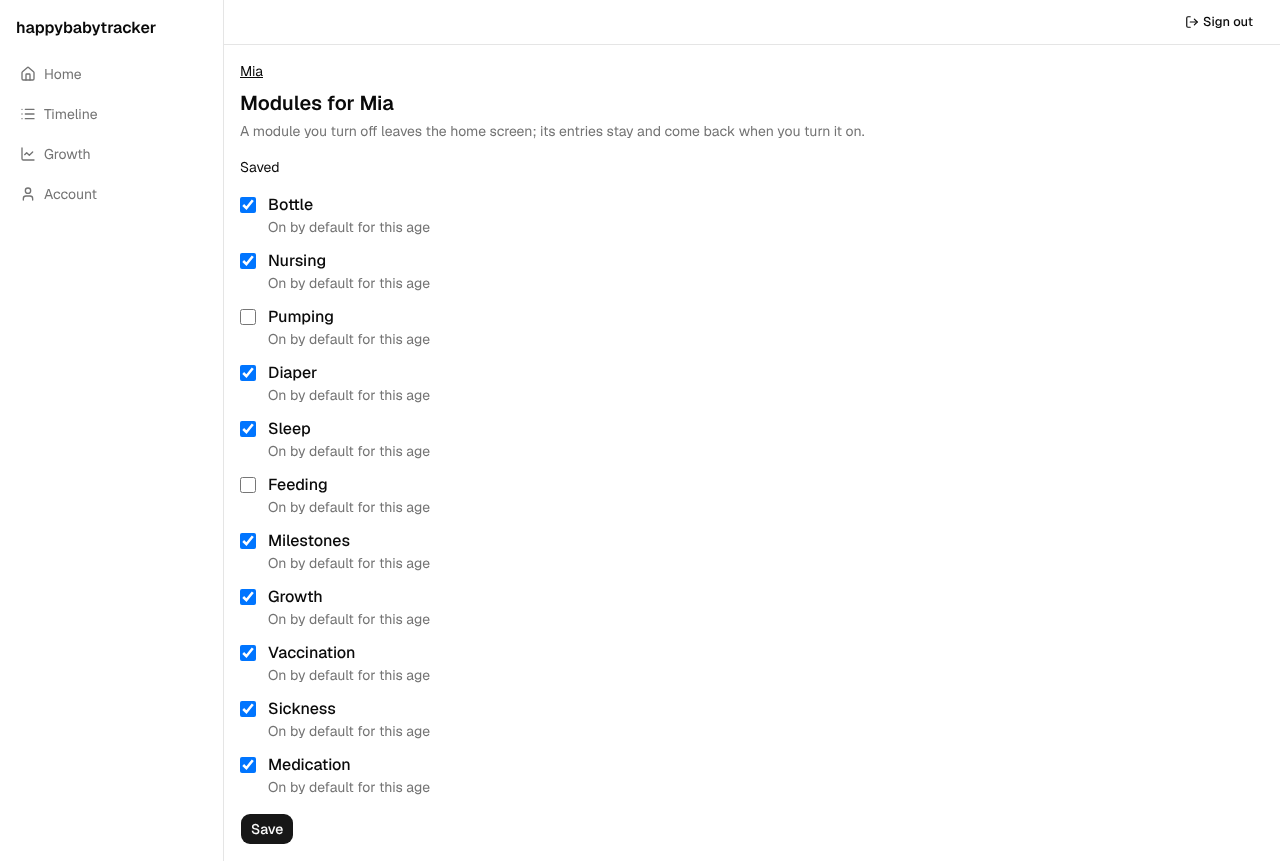 happybabytracker
Sign out
Home
Timeline
Growth
Account
Mia
Modules for Mia
A module you turn off leaves the home screen; its entries stay and come back when you turn it on.
Saved
Bottle
On by default for this age
Nursing
On by default for this age
Pumping
On by default for this age
Diaper
On by default for this age
Sleep
On by default for this age
Feeding
On by default for this age
Milestones
On by default for this age
Growth
On by default for this age
Vaccination
On by default for this age
Sickness
On by default for this age
Medication
On by default for this age
Save